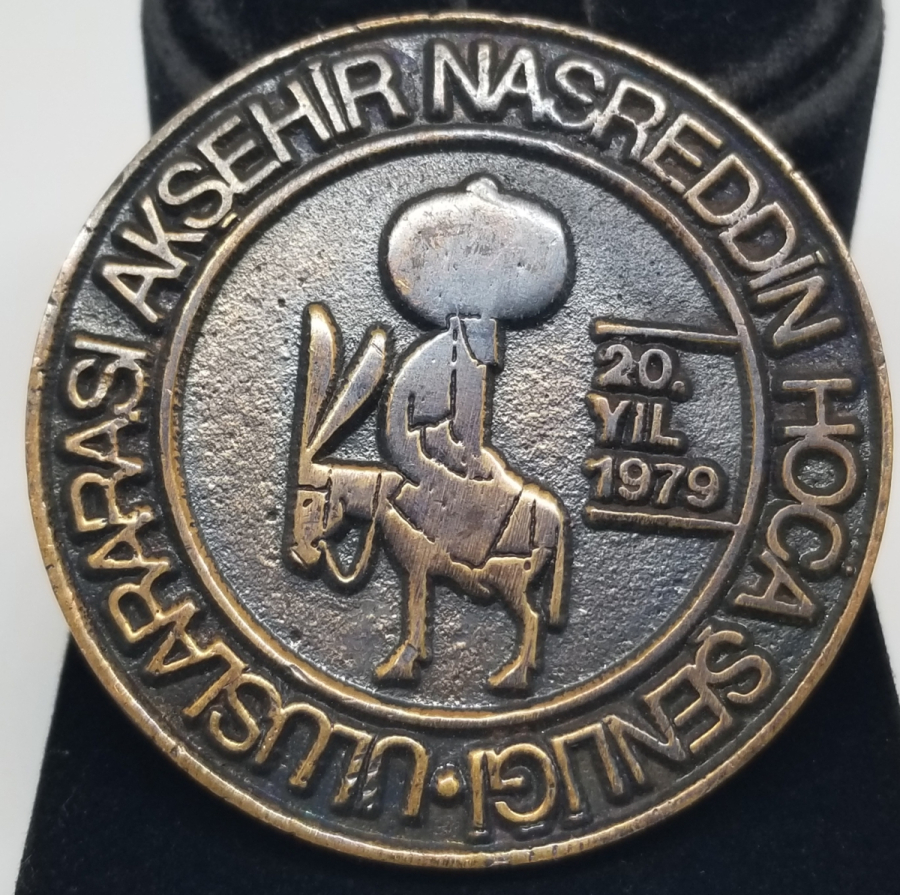 ULUSLARARASI AKŞEHİR NASREDDİN HOCA ŞENLİĞİ •
20.
YIL
1979